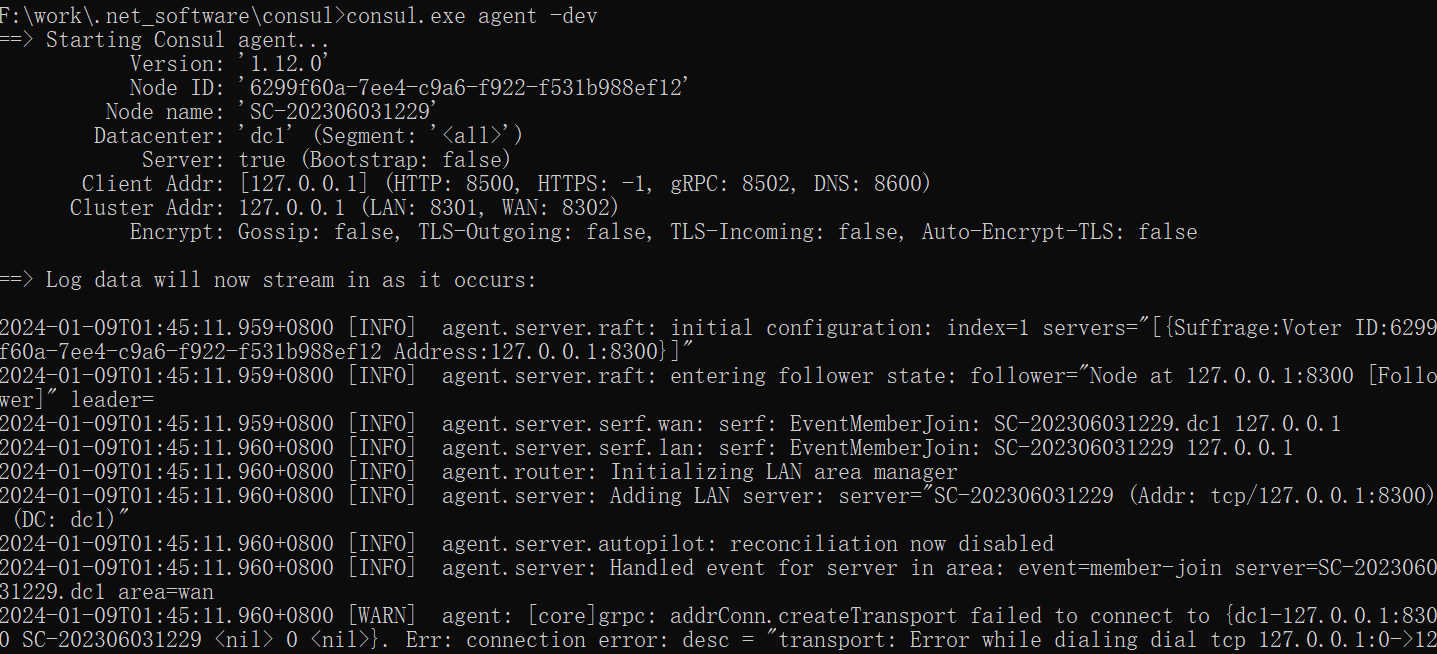 F:\work\.net_software\consul>consul.exe agent -dev
==> Starting Consul agent...
Version: '1.12.0'
Node ID: '6299f60a-7ee4-c9a6-f922-f531b988ef12'
Node name: 'SC-202306031229'
Datacenter: 'dc1' (Segment: '<all>')
Server: true (Bootstrap: false)
Client Addr: [127.0.0.1] (HTTP: 8500, HTTPS: -1, gRPC: 8502, DNS: 8600)
Cluster Addr: 127.0.0.1 (LAN: 8301, WAN: 8302)
Encrypt: Gossip: false, TLS-Outgoing: false, TLS-Incoming: false, Auto-Encrypt-TLS: false
==> Log data will now stream in as it occurs:
2024-01-09T01:45:11.959+0800 [INFO]  agent.server.raft: initial configuration: index=1 servers="[{Suffrage:Voter ID:6299
f60a-7ee4-c9a6-f922-f531b988ef12 Address:127.0.0.1:8300}]"
2024-01-09T01:45:11.959+0800 [INFO]  agent.server.raft: entering follower state: follower="Node at 127.0.0.1:8300 [Follo
wer]" leader=
2024-01-09T01:45:11.959+0800 [INFO]  agent.server.serf.wan: serf: EventMemberJoin: SC-202306031229.dc1 127.0.0.1
2024-01-09T01:45:11.960+0800 [INFO]  agent.server.serf.lan: serf: EventMemberJoin: SC-202306031229 127.0.0.1
2024-01-09T01:45:11.960+0800 [INFO]  agent.router: Initializing LAN area manager
2024-01-09T01:45:11.960+0800 [INFO]  agent.server: Adding LAN server: server="SC-202306031229 (Addr: tcp/127.0.0.1:8300)
(DC: dc1)"
2024-01-09T01:45:11.960+0800 [INFO]  agent.server.autopilot: reconciliation now disabled
2024-01-09T01:45:11.960+0800 [INFO]  agent.server: Handled event for server in area: event=member-join server=SC-2023060
31229.dc1 area=wan
2024-01-09T01:45:11.960+0800 [WARN]  agent: [core]grpc: addrConn.createTransport failed to connect to {dc1-127.0.0.1:830
0 SC-202306031229 <nil> 0 <nil>}. Err: connection error: desc = "transport: Error while dialing dial tcp 127.0.0.1:0->12